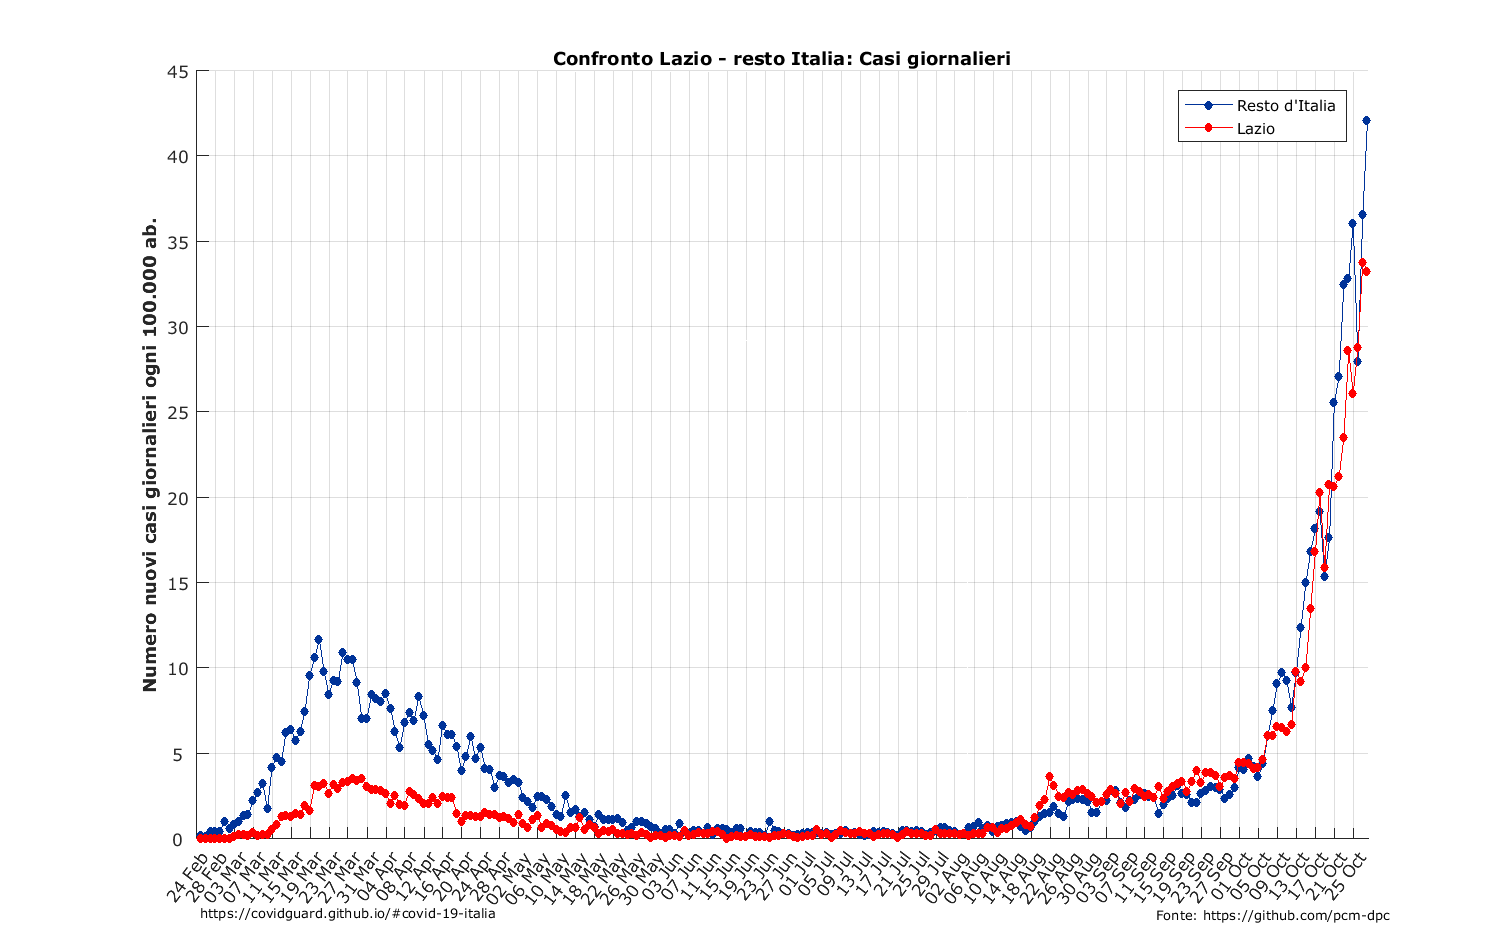 Confronto Lazio - resto Italia: Casi giornalieri
Resto d'Italia
Lazio
Numero nuovi casi giornalieri ogni 100.000 ab.
45
40
35
30
25
20
15
10
5
0
24 Feb
28 Feb
03 Mar
07 Mar
11 Mar
15 Mar
19 Mar
23 Mar
27 Mar
31 Mar
04 Apr
08 Apr
12 Apr
16 Apr
20 Apr
24 Apr
28 Apr
02 May
06 May
10 May
14 May
18 May
22 May
26 May
30 May
03 Jun
07 Jun
11 Jun
15 Jun
19 Jun
23 Jun
27 Jun
01 Jul
05 Jul
09 Jul
13 Jul
17 Jul
21 Jul
25 Jul
29 Jul
02 Aug
06 Aug
10 Aug
14 Aug
18 Aug
22 Aug
26 Aug
30 Aug
03 Sep
07 Sep
11 Sep
15 Sep
19 Sep
23 Sep
27 Sep
01 Oct
05 Oct
09 Oct
13 Oct
17 Oct
21 Oct
25 Oct
https://covidguard.github.io/#covid-19-italia
Fonte: https://github.com/pcm-dpc